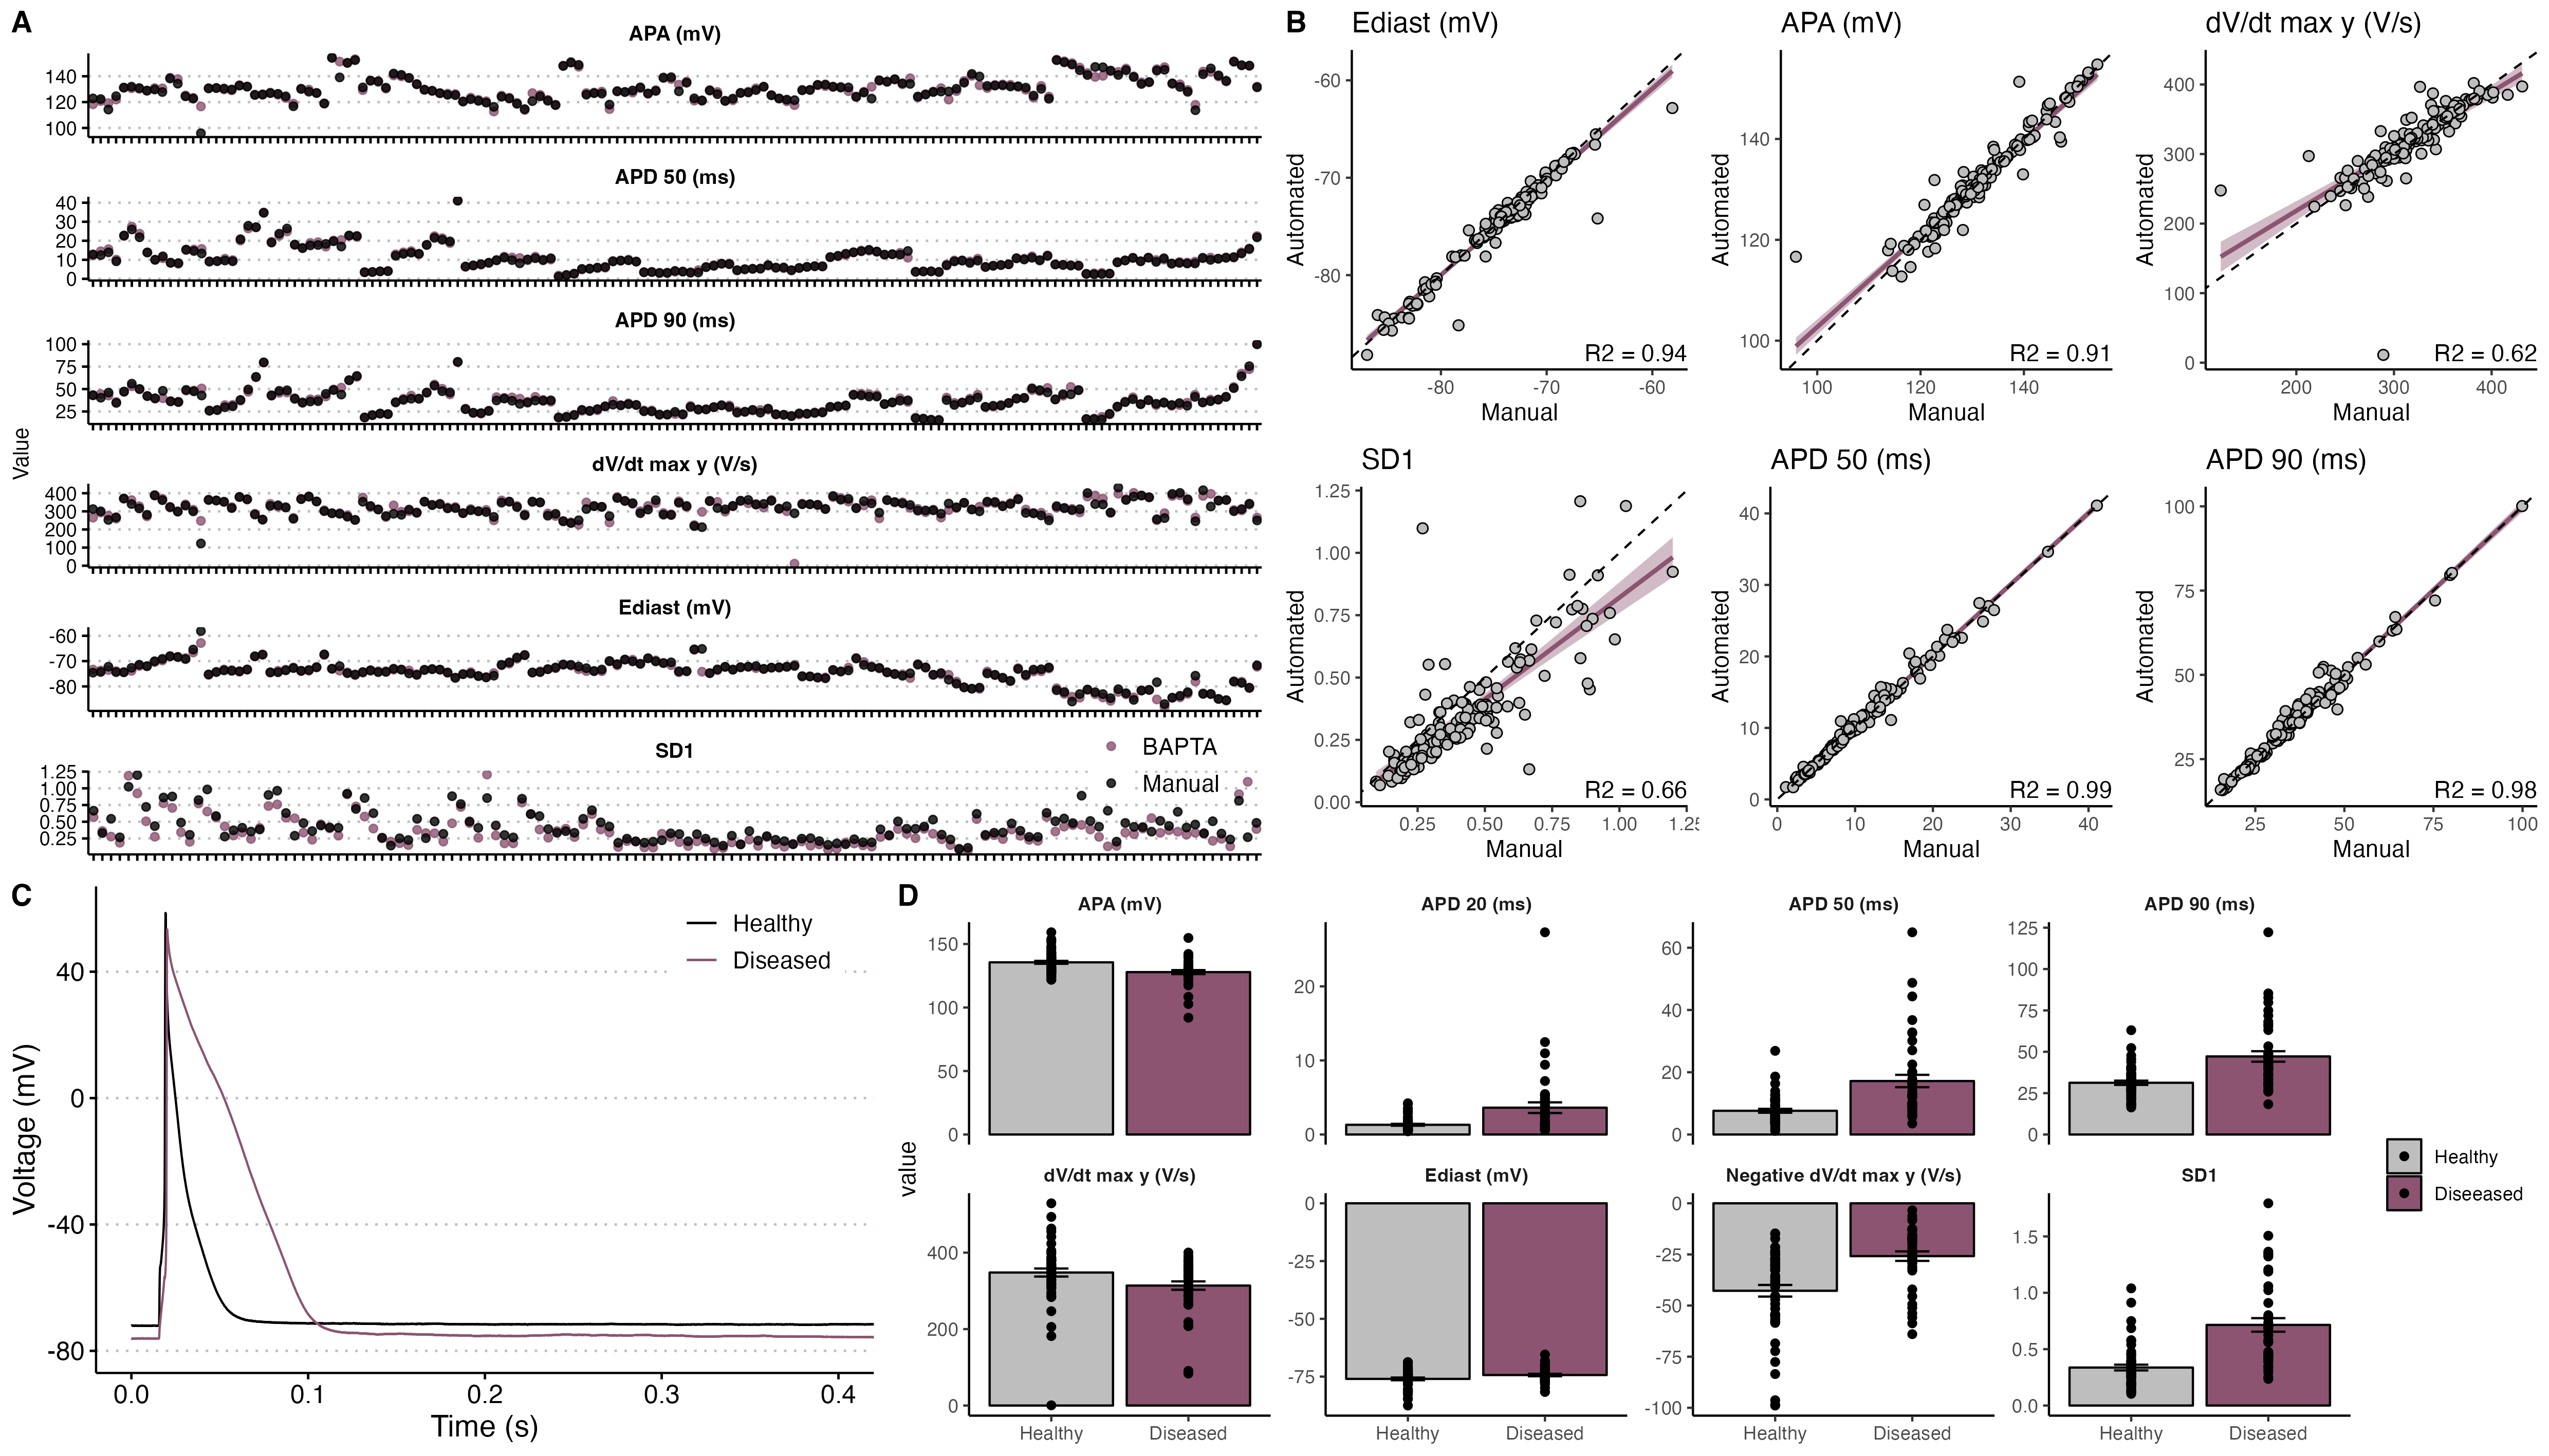 A
APA (mV)
140
120
100
APD 50 (ms)
40
30
20
10
0
APD 90 (ms)
100
75
50
25
Value
dV/dt max y (V/s)
400
300
200
100
0
Ediast (mV)
-60
-70
-80
SD1
1.25
1.00
0.75
0.50
0.25
BAPTA
Manual
B
Ediast (mV)
-60
-70
-80
Automated
-80 -70 -60
Manual
R2 = 0.94
APA (mV)
140
120
100
Automated
100 120 140
Manual
R2 = 0.91
dV/dt max y (V/s)
400
300
200
100
0
Automated
200 300 400
Manual
R2 = 0.62
SD1
1.25
1.00
0.75
0.50
0.25
0.00
Automated
0.25 0.50 0.75 1.00 1.25
Manual
R2 = 0.66
APD 50 (ms)
40
30
20
10
0
Automated
0 10 20 30 40
Manual
R2 = 0.99
APD 90 (ms)
100
75
50
25
Automated
25 50 75 100
Manual
R2 = 0.98
C
Healthy
Diseased
Voltage (mV)
40
0
-40
-80
0.0 0.1 0.2 0.3 0.4
Time (s)
D
value
APA (mV)
150
100
50
0
APD 20 (ms)
20
10
0
APD 50 (ms)
60
40
20
0
APD 90 (ms)
125
100
75
50
25
0
dV/dt max y (V/s)
400
200
0
Healthy Diseased
Ediast (mV)
0
-25
-50
-75
Healthy Diseased
Negative dV/dt max y (V/s)
0
-25
-50
-75
-100
Healthy Diseased
SD1
1.5
1.0
0.5
0.0
Healthy Diseased
Healthy
Diseeased